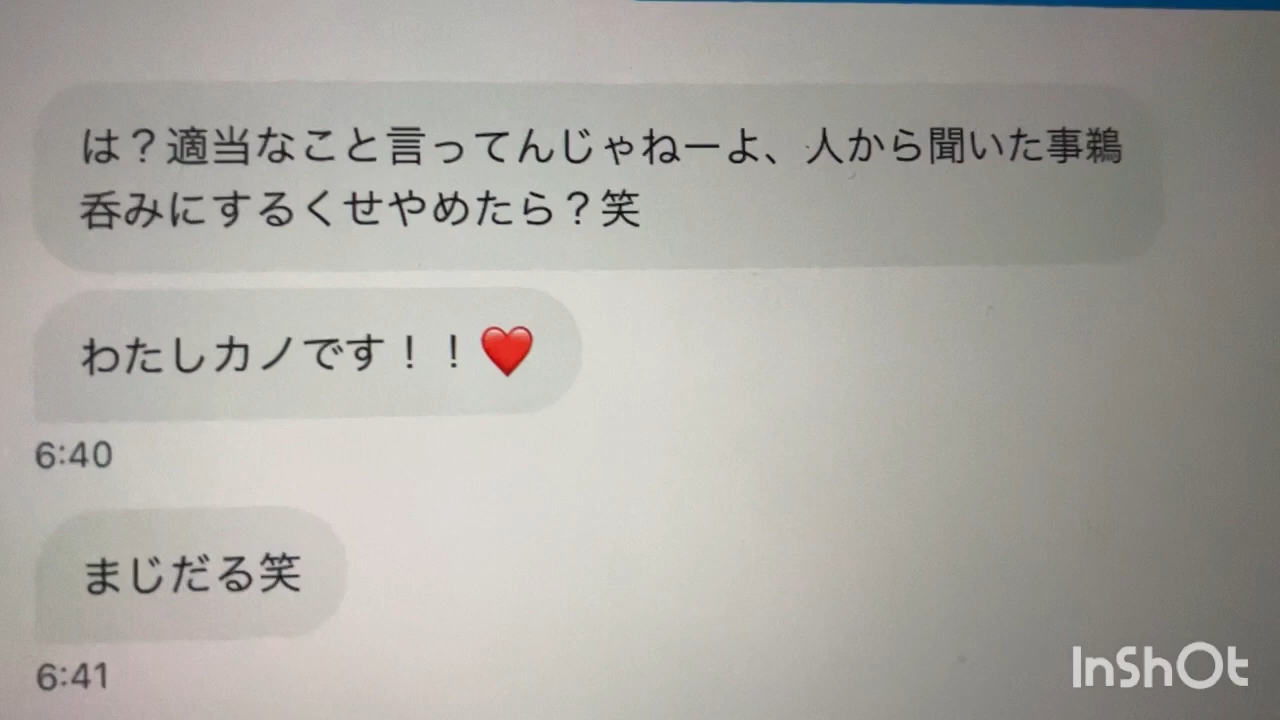 は？適当なこと言ってんじゃねーよ、人から聞いた事鵜
呑みにするくせやめたら？笑
わたしカノです！！❤️
6:40
まじだる笑
6:41
InShOt